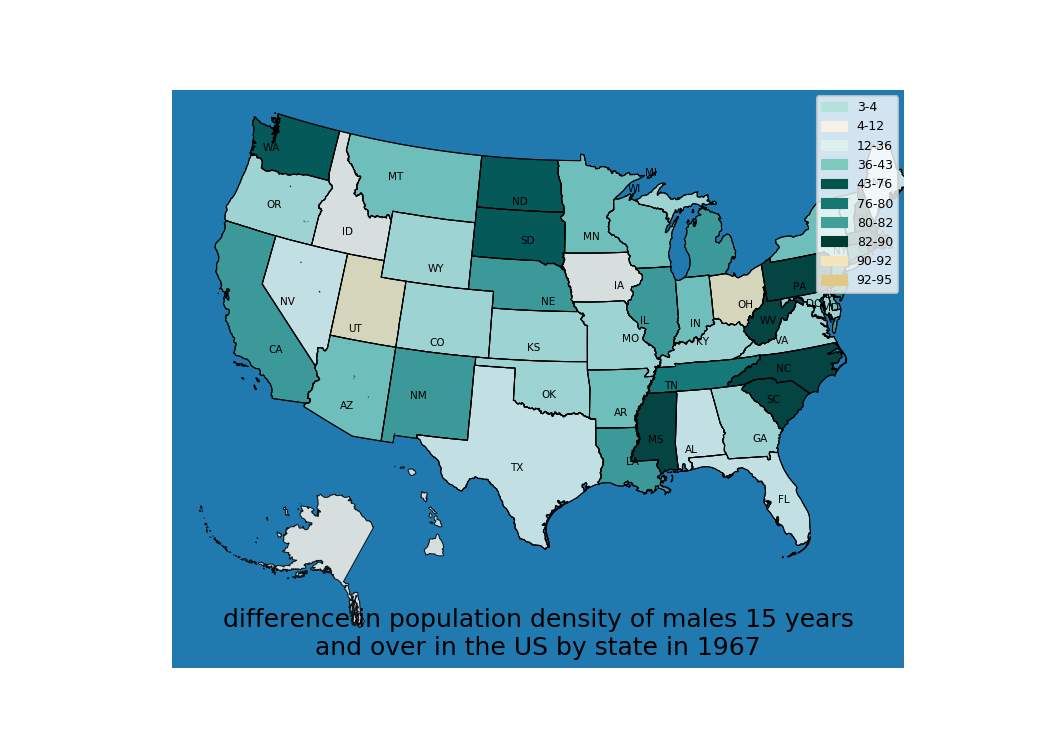 3-4
4-12
12-36
36-43
43-76
76-80
80-82
82-90
90-92
92-95
WA
MT
ND
MI
WI
OR
ID
SD
MN
WY
NV
UT
CO
NE
IA
IL
IN
OH
PA
DC
MD
WV
VA
KY
MO
KS
CA
AZ
NM
OK
AR
TN
NC
SC
MS
AL
GA
TX
LA
FL
difference in population density of males 15 years
and over in the US by state in 1967